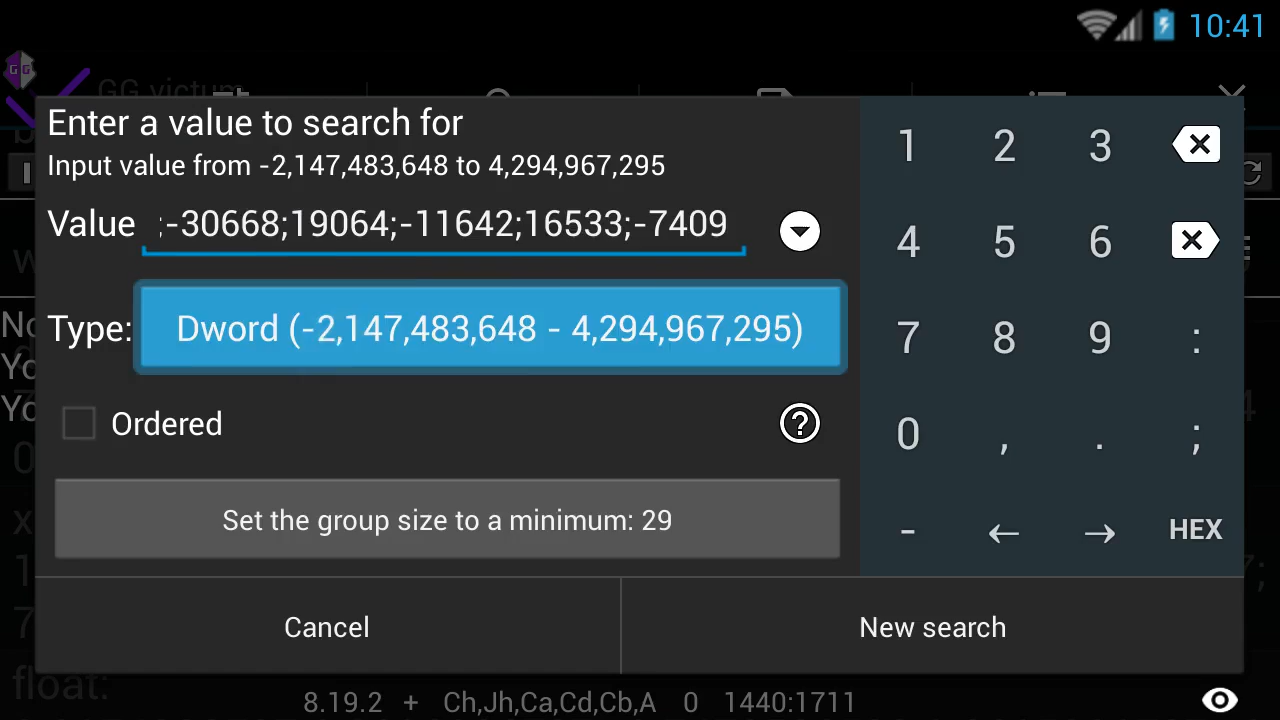 10:41
GG victum
Enter a value to search for
Input value from -2,147,483,648 to 4,294,967,295
Value ;-30668;19064;-11642;16533;-7409
Type: Dword (-2,147,483,648 - 4,294,967,295)
Ordered
Set the group size to a minimum: 29
Cancel
New search
1 2 3
4 5 6
7 8 9 :
0 , . ;
- ← → HEX
float:
8.19.2 + Ch,Jh,Ca,Cd,Cb,A 0 1440:1711